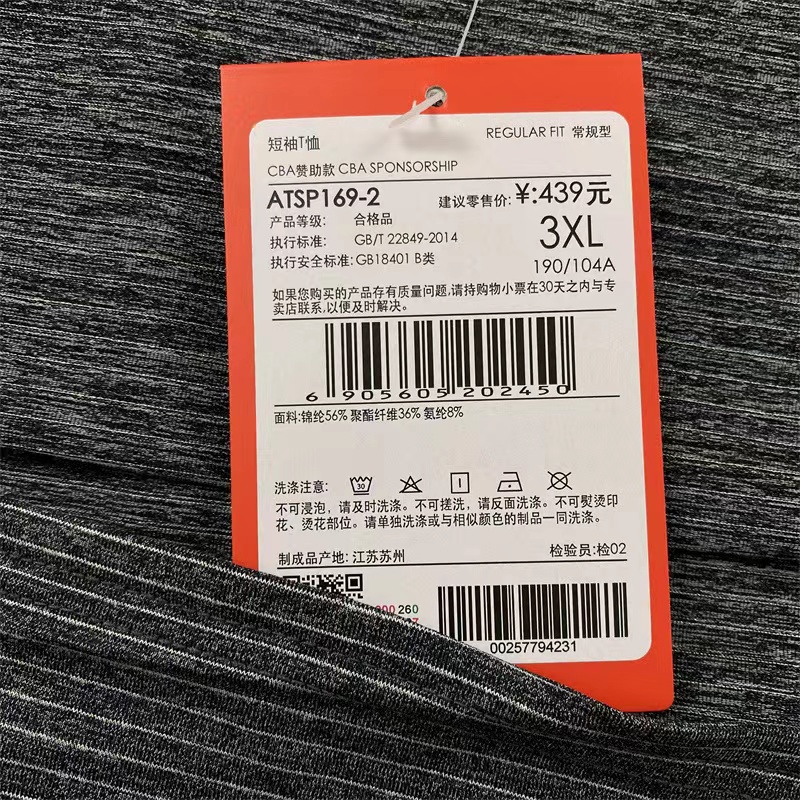 短袖T恤
REGULAR FIT 常规型
CBA赞助款 CBA SPONSORSHIP
ATSP169-2
建议零售价:¥:439元
产品等级: 合格品
执行标准: GB/T 22849-2014
3XL
执行安全标准:GB18401 B类
190/104A
如果您购买的产品存有质量问题,请持购物小票在30天之内与专
卖店联系,以便及时解决。
6 905605 202450
面料:锦纶56% 聚酯纤维36% 氨纶8%
洗涤注意:
30
不可浸泡，请及时洗涤。不可搓洗，请反面洗涤。不可熨烫印
花、烫花部位。请单独洗涤或与相似颜色的制品一同洗涤。
制成品产地: 江苏苏州
检验员:检02
260
00257794231